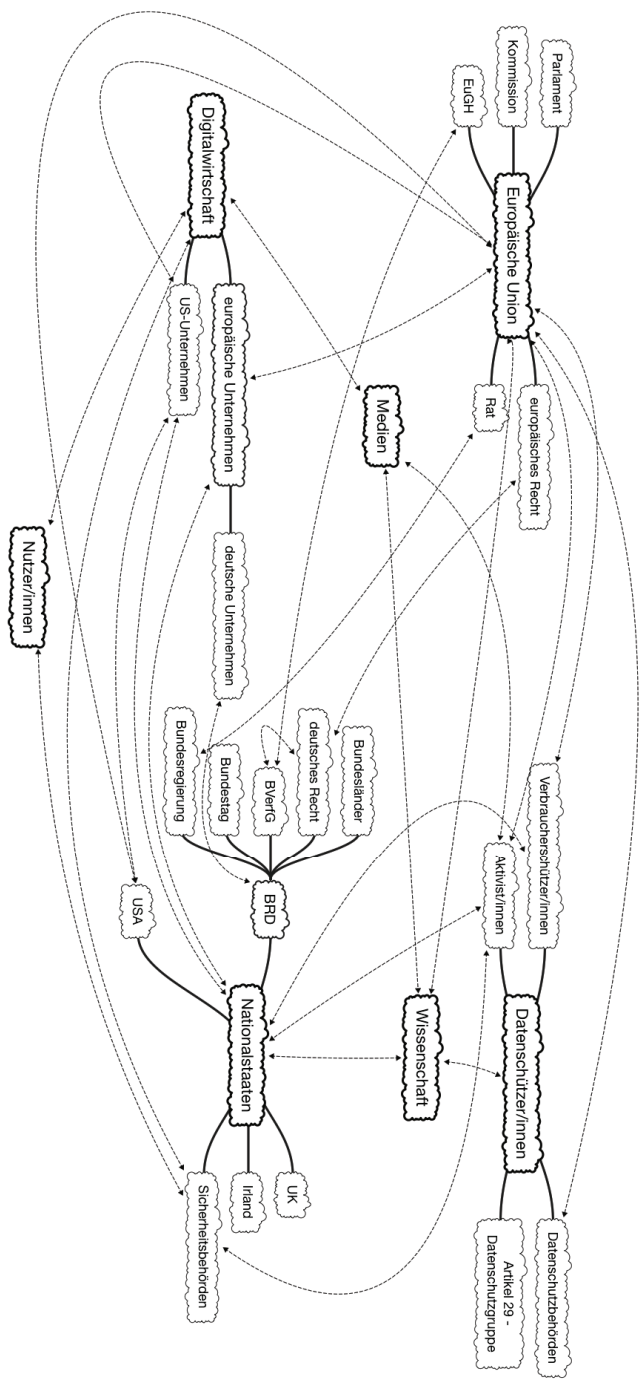 Parlament
Kommission
EuGH
Europäische Union
europäisches Recht
Rat
Digitalwirtschaft
europäische Unternehmen
US-Unternehmen
deutsche Unternehmen
Medien
Nutzer/innen
Verbraucherschützer/innen
Aktivist/innen
Datenschützer/innen
Datenschutzbehörden
Artikel 29 -
Datenschutzgruppe
Wissenschaft
Bundesländer
deutsches Recht
BVerfG
Bundestag
Bundesregierung
BRD
USA
Nationalstaaten
UK
Irland
Sicherheitsbehörden